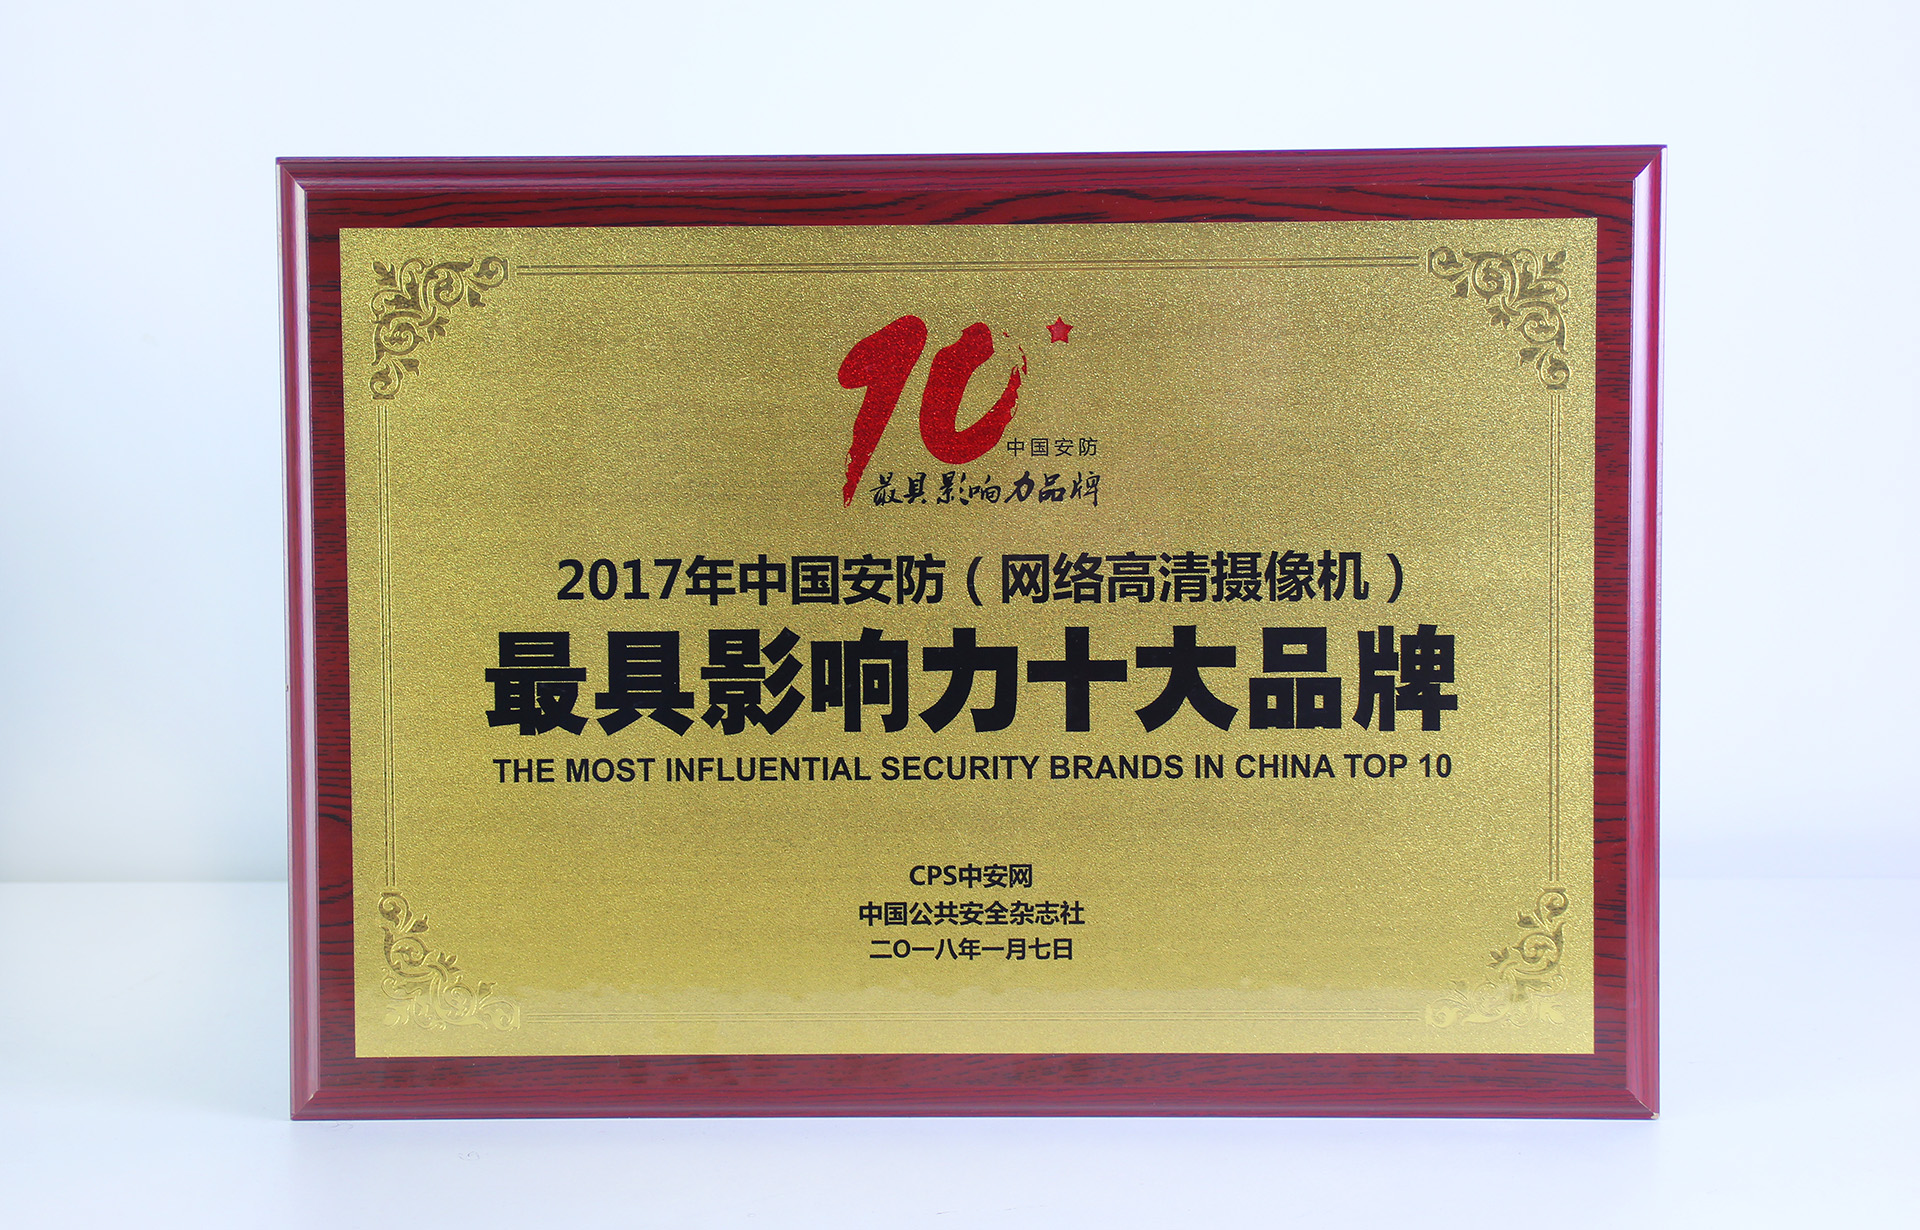 10
中国安防
最具影响力品牌
2017年中国安防（网络高清摄像机）
最具影响力十大品牌
THE MOST INFLUENTIAL SECURITY BRANDS IN CHINA TOP 10
CPS中安网
中国公共安全杂志社
二O一八年一月七日